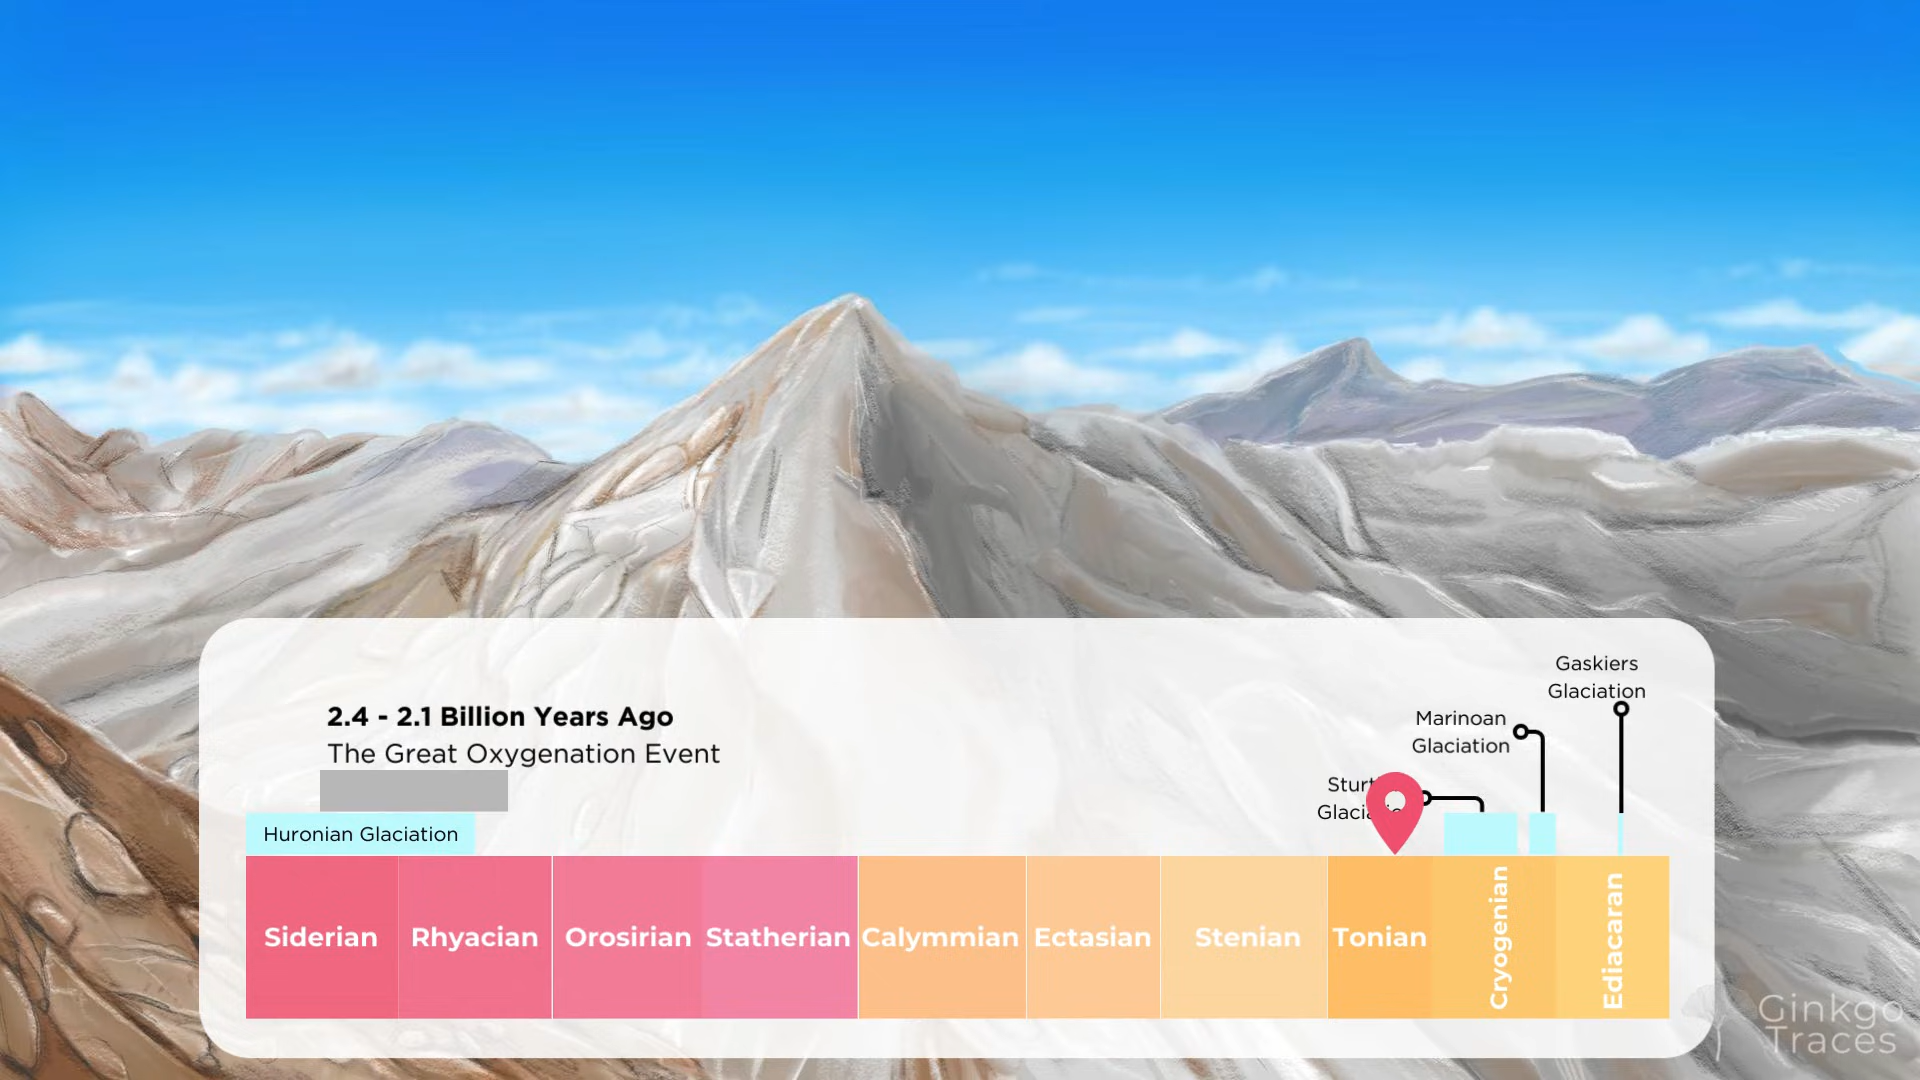 Gaskiers
Glaciation
Marinoan
Glaciation
2.4 - 2.1 Billion Years Ago
The Great Oxygenation Event
Huronian Glaciation
Siderian
Rhyacian
Orosirian
Statherian
Calymmian
Ectasian
Stenian
Tonian
Cryogenian
Ediacaran
Ginkgo
Traces